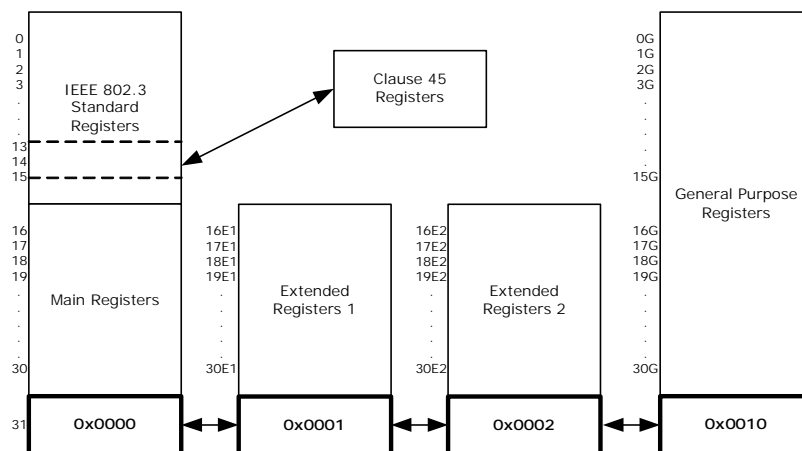 0
1
2
3
.
.
.
13
14
15
IEEE 802.3
Standard
Registers
Clause 45
Registers
0G
1G
2G
3G
.
.
.
.
15G
General Purpose
Registers
16
17
18
19
.
.
.
.
30
Main Registers
16E1
17E1
18E1
19E1
.
.
.
.
30E1
Extended
Registers 1
16E2
17E2
18E2
19E2
.
.
.
.
30E2
Extended
Registers 2
16G
17G
18G
19G
.
.
.
.
30G
31
0x0000
0x0001
0x0002
0x0010